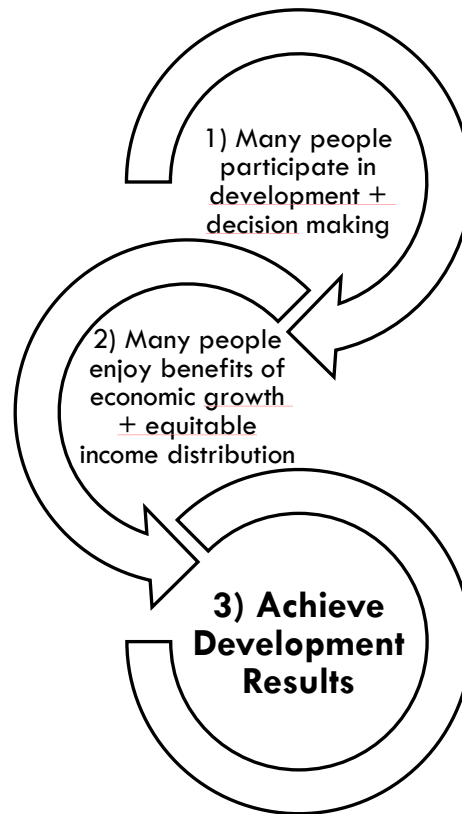 1) Many people
participate in
development +
decision making
2) Many people
enjoy benefits of
economic growth
+ equitable
income distribution
3) Achieve
Development
Results